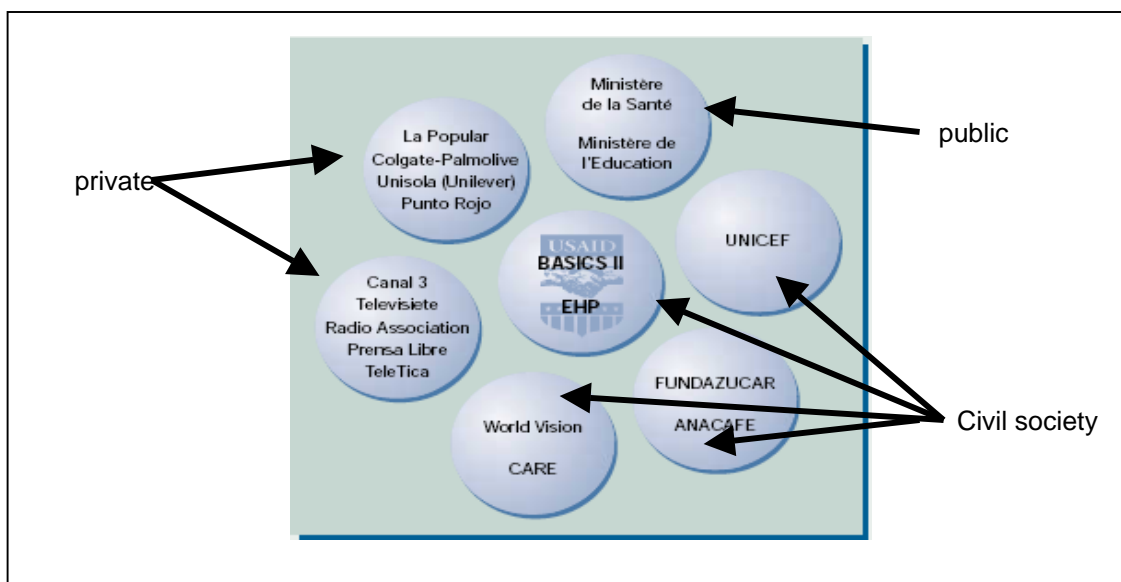 Ministère
de la Santé
Ministère de
l'Education
public
La Popular
Colgate-Palmolive
Unisola (Unilever)
Punto Rojo
private
UNICEF
USAID
BASICS II
EHP
Canal 3
Televisiete
Radio Association
Prensa Libre
TeleTica
FUNDAZUCAR
ANACAFE
Civil society
World Vision
CARE